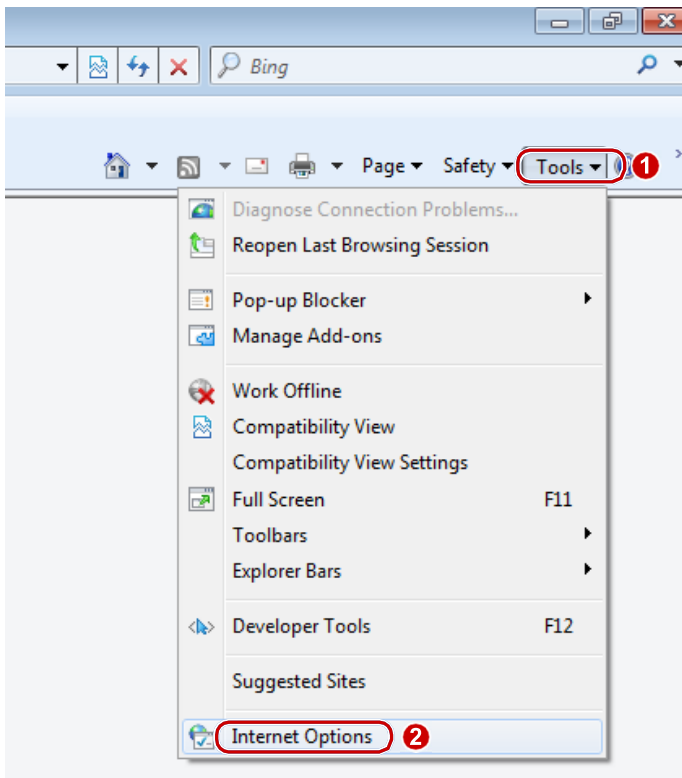 Bing
Page Safety Tools 1
Diagnose Connection Problems...
Reopen Last Browsing Session
Pop-up Blocker
Manage Add-ons
Work Offline
Compatibility View
Compatibility View Settings
Full Screen F11
Toolbars
Explorer Bars
Developer Tools F12
Suggested Sites
Internet Options 2